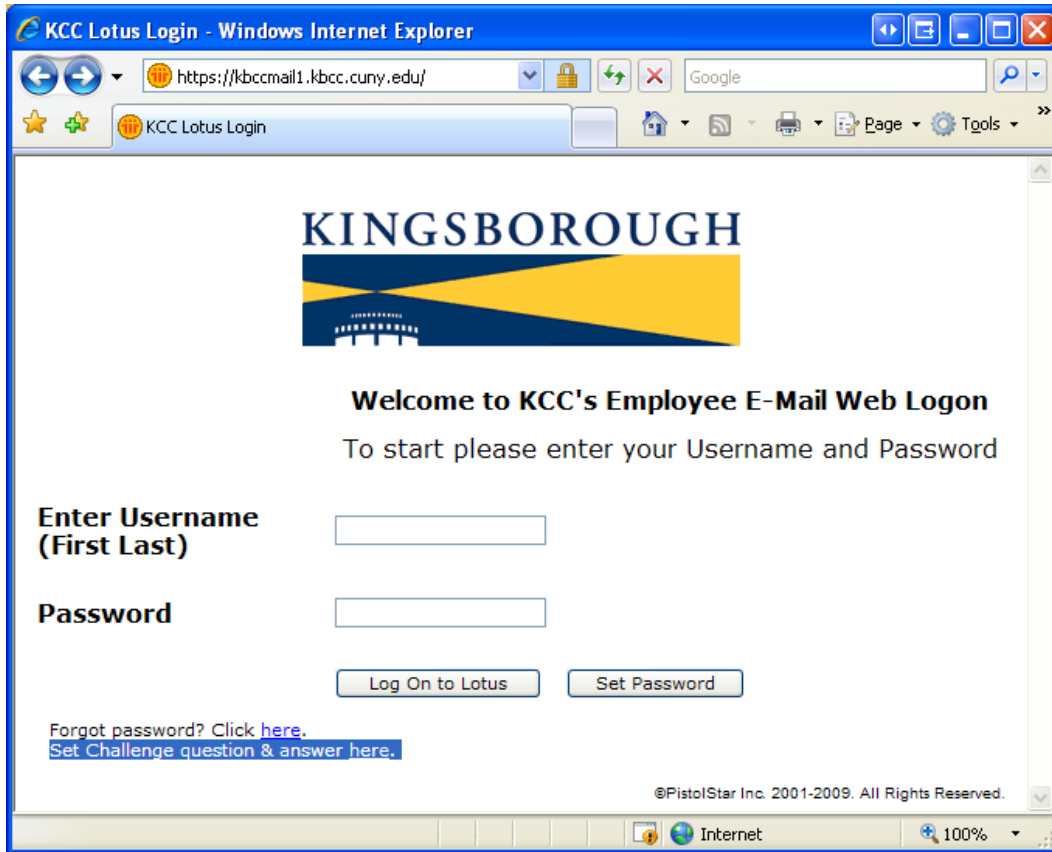 KCC Lotus Login - Windows Internet Explorer
https://kbccmail1.kbcc.cuny.edu/
Google
KCC Lotus Login
Page
Tools
»
KINGSBOROUGH
Welcome to KCC's Employee E-Mail Web Logon
To start please enter your Username and Password
Enter Username
(First Last)
Password
Log On to Lotus Set Password
Forgot password? Click here.
Set Challenge question & answer here.
©PistolStar Inc. 2001-2009. All Rights Reserved.
Internet 100%